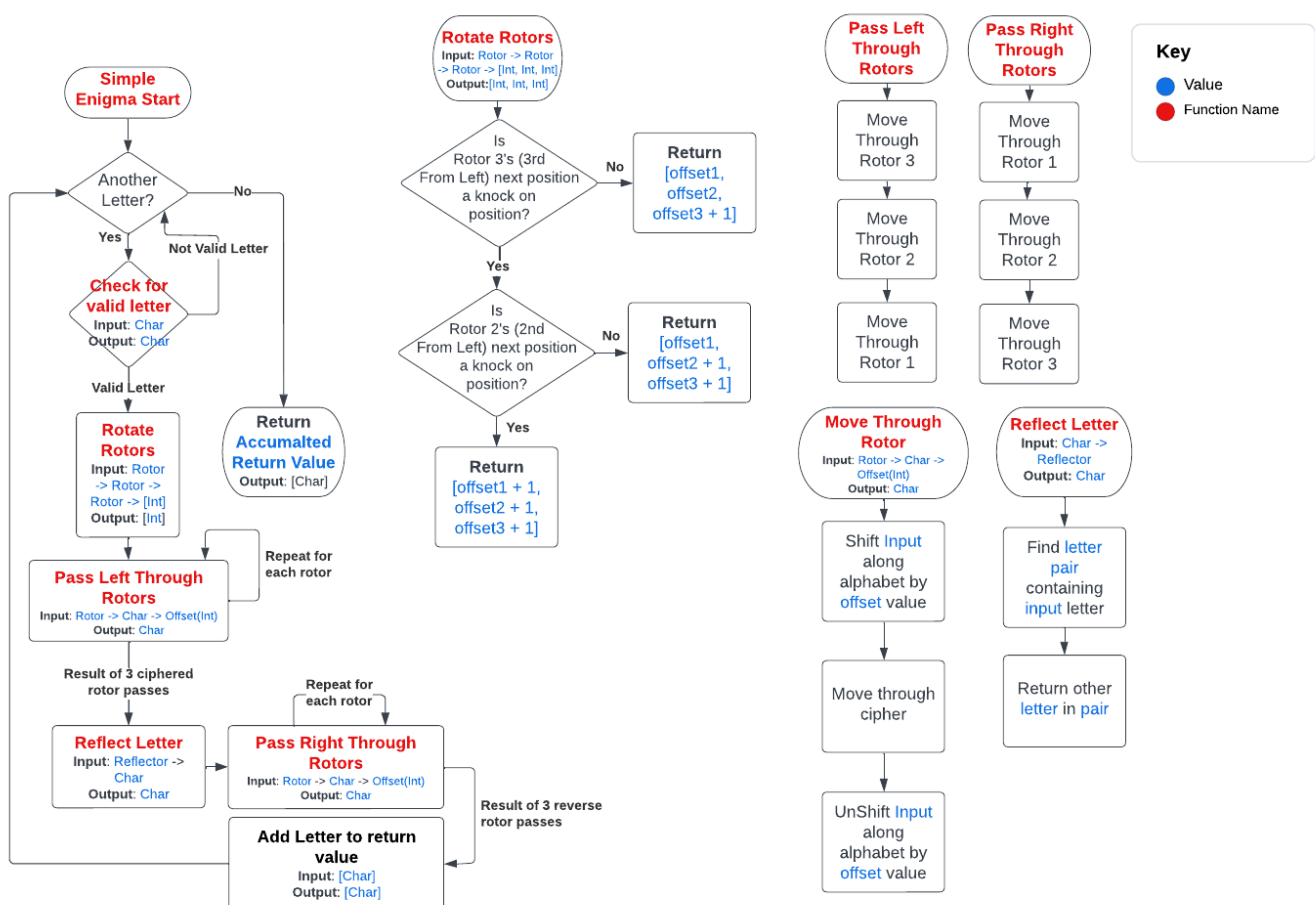 Simple
Enigma Start
Another
Letter?
No
Yes
Not Valid Letter
Check for
valid letter
Input: Char
Output: Char
Valid Letter
Rotate
Rotors
Input: Rotor
-> Rotor ->
Rotor -> [Int]
Output: [Int]
Return
Accumalted
Return Value
Output: [Char]
Pass Left Through
Rotors
Input: Rotor -> Char -> Offset(Int)
Output: Char
Repeat for
each rotor
Result of 3 ciphered
rotor passes
Reflect Letter
Input: Reflector ->
Char
Output: Char
Repeat for
each rotor
Pass Right Through
Rotors
Input: Rotor -> Char -> Offset(Int)
Output: Char
Result of 3 reverse
rotor passes
Add Letter to return
value
Input: [Char]
Output: [Char]
Rotate Rotors
Input: Rotor -> Rotor
-> Rotor -> [Int, Int, Int]
Output:[Int, Int, Int]
Is
Rotor 3's (3rd
From Left) next position
a knock on
position?
No
Return
[offset1,
offset2,
offset3 + 1]
Yes
Is
Rotor 2's (2nd
From Left) next position
a knock on
position?
No
Return
[offset1,
offset2 + 1,
offset3 + 1]
Yes
Return
[offset1 + 1,
offset2 + 1,
offset3 + 1]
Pass Left
Through
Rotors
Move
Through
Rotor 3
Move
Through
Rotor 2
Move
Through
Rotor 1
Pass Right
Through
Rotors
Move
Through
Rotor 1
Move
Through
Rotor 2
Move
Through
Rotor 3
Key
Value
Function Name
Move Through
Rotor
Input: Rotor -> Char ->
Offset(Int)
Output: Char
Shift Input
along
alphabet by
offset value
Move through
cipher
UnShift Input
along
alphabet by
offset value
Reflect Letter
Input: Char ->
Reflector
Output: Char
Find letter
pair
containing
input letter
Return other
letter in pair